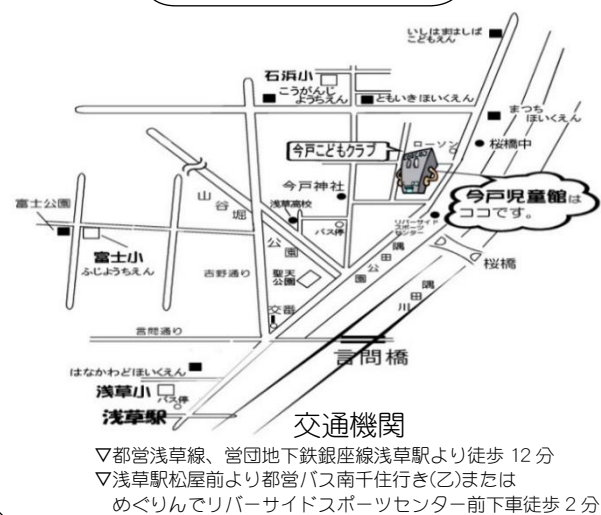 いしはまはしば
こどもえん
石浜小
こうがんじ
ようちえん
ともいきほいくえん
まつち
ほいくえん
ローソン
桜橋中
今戸こどもクラブ
今戸神社
今戸児童館は
ココです。
山谷堀公園
浅草高校
バス停
リバーサイド
スポーツ
センター
富士公園
富士小
ふじようちえん
吉野通り
聖天
公園
隅田公園
隅田川
桜橋
交番
言問通り
言問橋
はなかわどほいくえん
浅草小
バス停
浅草駅
交通機関
▽都営浅草線、営団地下鉄銀座線浅草駅より徒歩 12 分
▽浅草駅松屋前より都営バス南千住行き(乙)または
めぐりんでリバーサイドスポーツセンター前下車徒歩 2 分